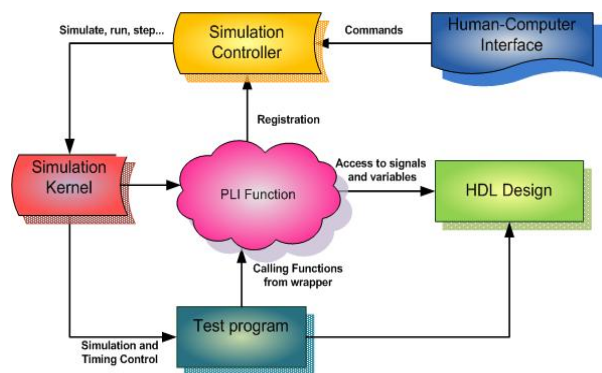 Simulate, run, step...
Simulation
Controller
Commands
Human-Computer
Interface
Registration
Simulation
Kernel
PLI Function
Access to signals
and variables
HDL Design
Calling Functions
from wrapper
Simulation and
Timing Control
Test program